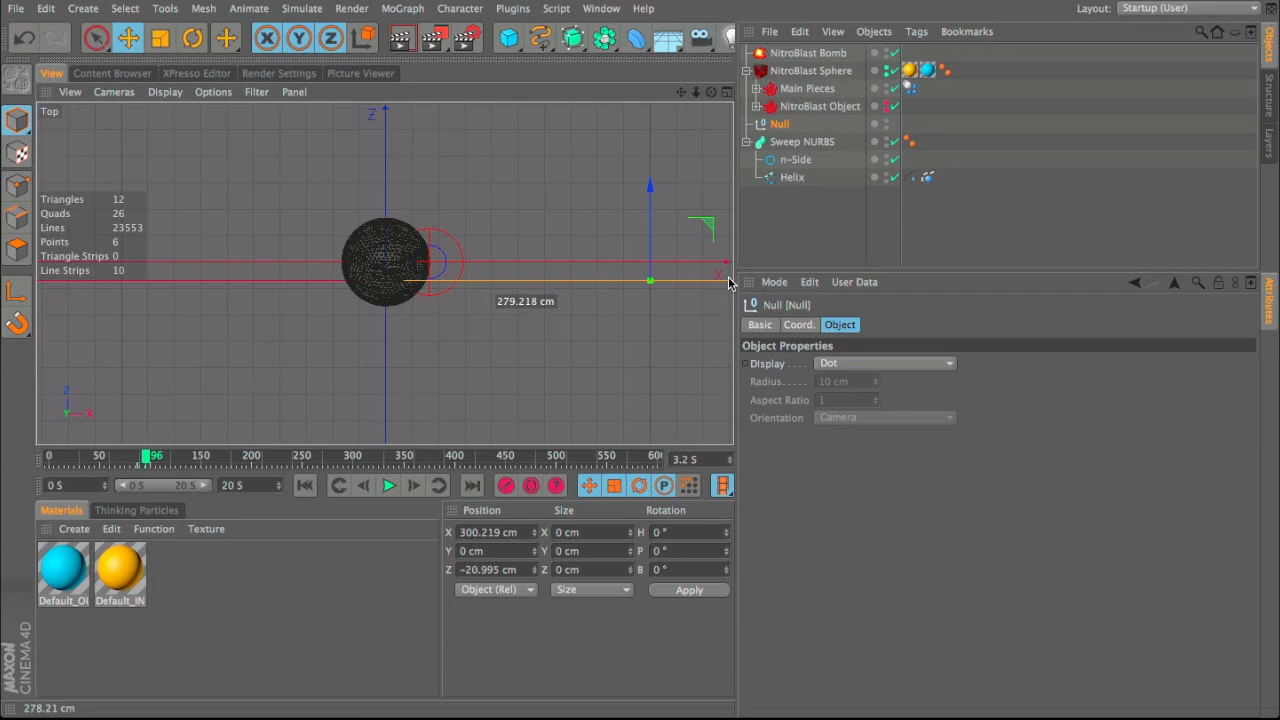 File Edit Create Select Tools Mesh Animate Simulate Render MoGraph Character Plugins Script Window Help Layout: Startup (User)
File Edit View Objects Tags Bookmarks
View Content Browser XPresso Editor Render Settings Picture Viewer
View Cameras Display Options Filter Panel
Top
Z
X
Triangles 12
Quads 26
Lines 23553
Points 6
Triangle Strips 0
Line Strips 10
279.218 cm
Z
Y X
NitroBlast Bomb
NitroBlast Sphere
Main Pieces
NitroBlast Object
Null
Sweep NURBS
n-Side
Helix
Objects
Structure
Layers
Mode Edit User Data
Null [Null]
Basic Coord. Object
Object Properties
Display . . . . Dot
Radius. . . . . 10 cm
Aspect Ratio 1
Orientation Camera
Attributes
0 50 96 150 200 250 300 350 400 450 500 550 600 3.2 S
0 S 0 S 20 S 20 S
Materials Thinking Particles
Create Edit Function Texture
Default_OU Default_IN
Position Size Rotation
X 300.219 cm X 0 cm H 0 °
Y 0 cm Y 0 cm P 0 °
Z -20.995 cm Z 0 cm B 0 °
Object (Rel) Size Apply
MAXON CINEMA4D
278.21 cm